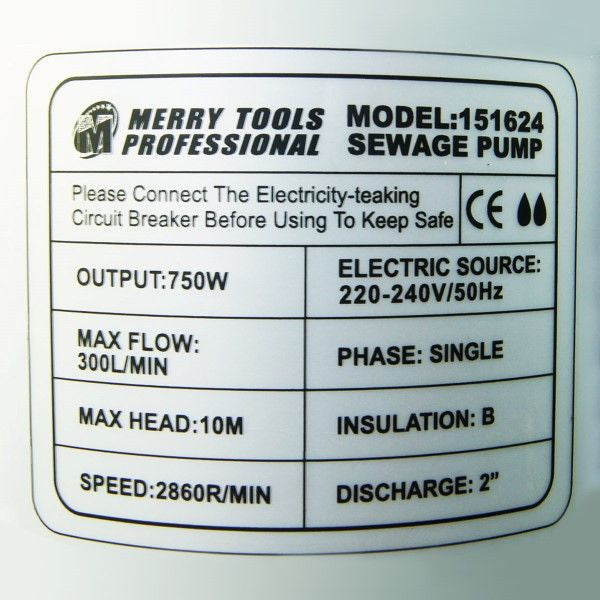 M MERRY TOOLS
PROFESSIONAL
MODEL:151624
SEWAGE PUMP
Please Connect The Electricity-teaking
Circuit Breaker Before Using To Keep Safe
CE
OUTPUT:750W
ELECTRIC SOURCE:
220-240V/50Hz
MAX FLOW:
300L/MIN
PHASE: SINGLE
MAX HEAD:10M
INSULATION: B
SPEED:2860R/MIN
DISCHARGE: 2”